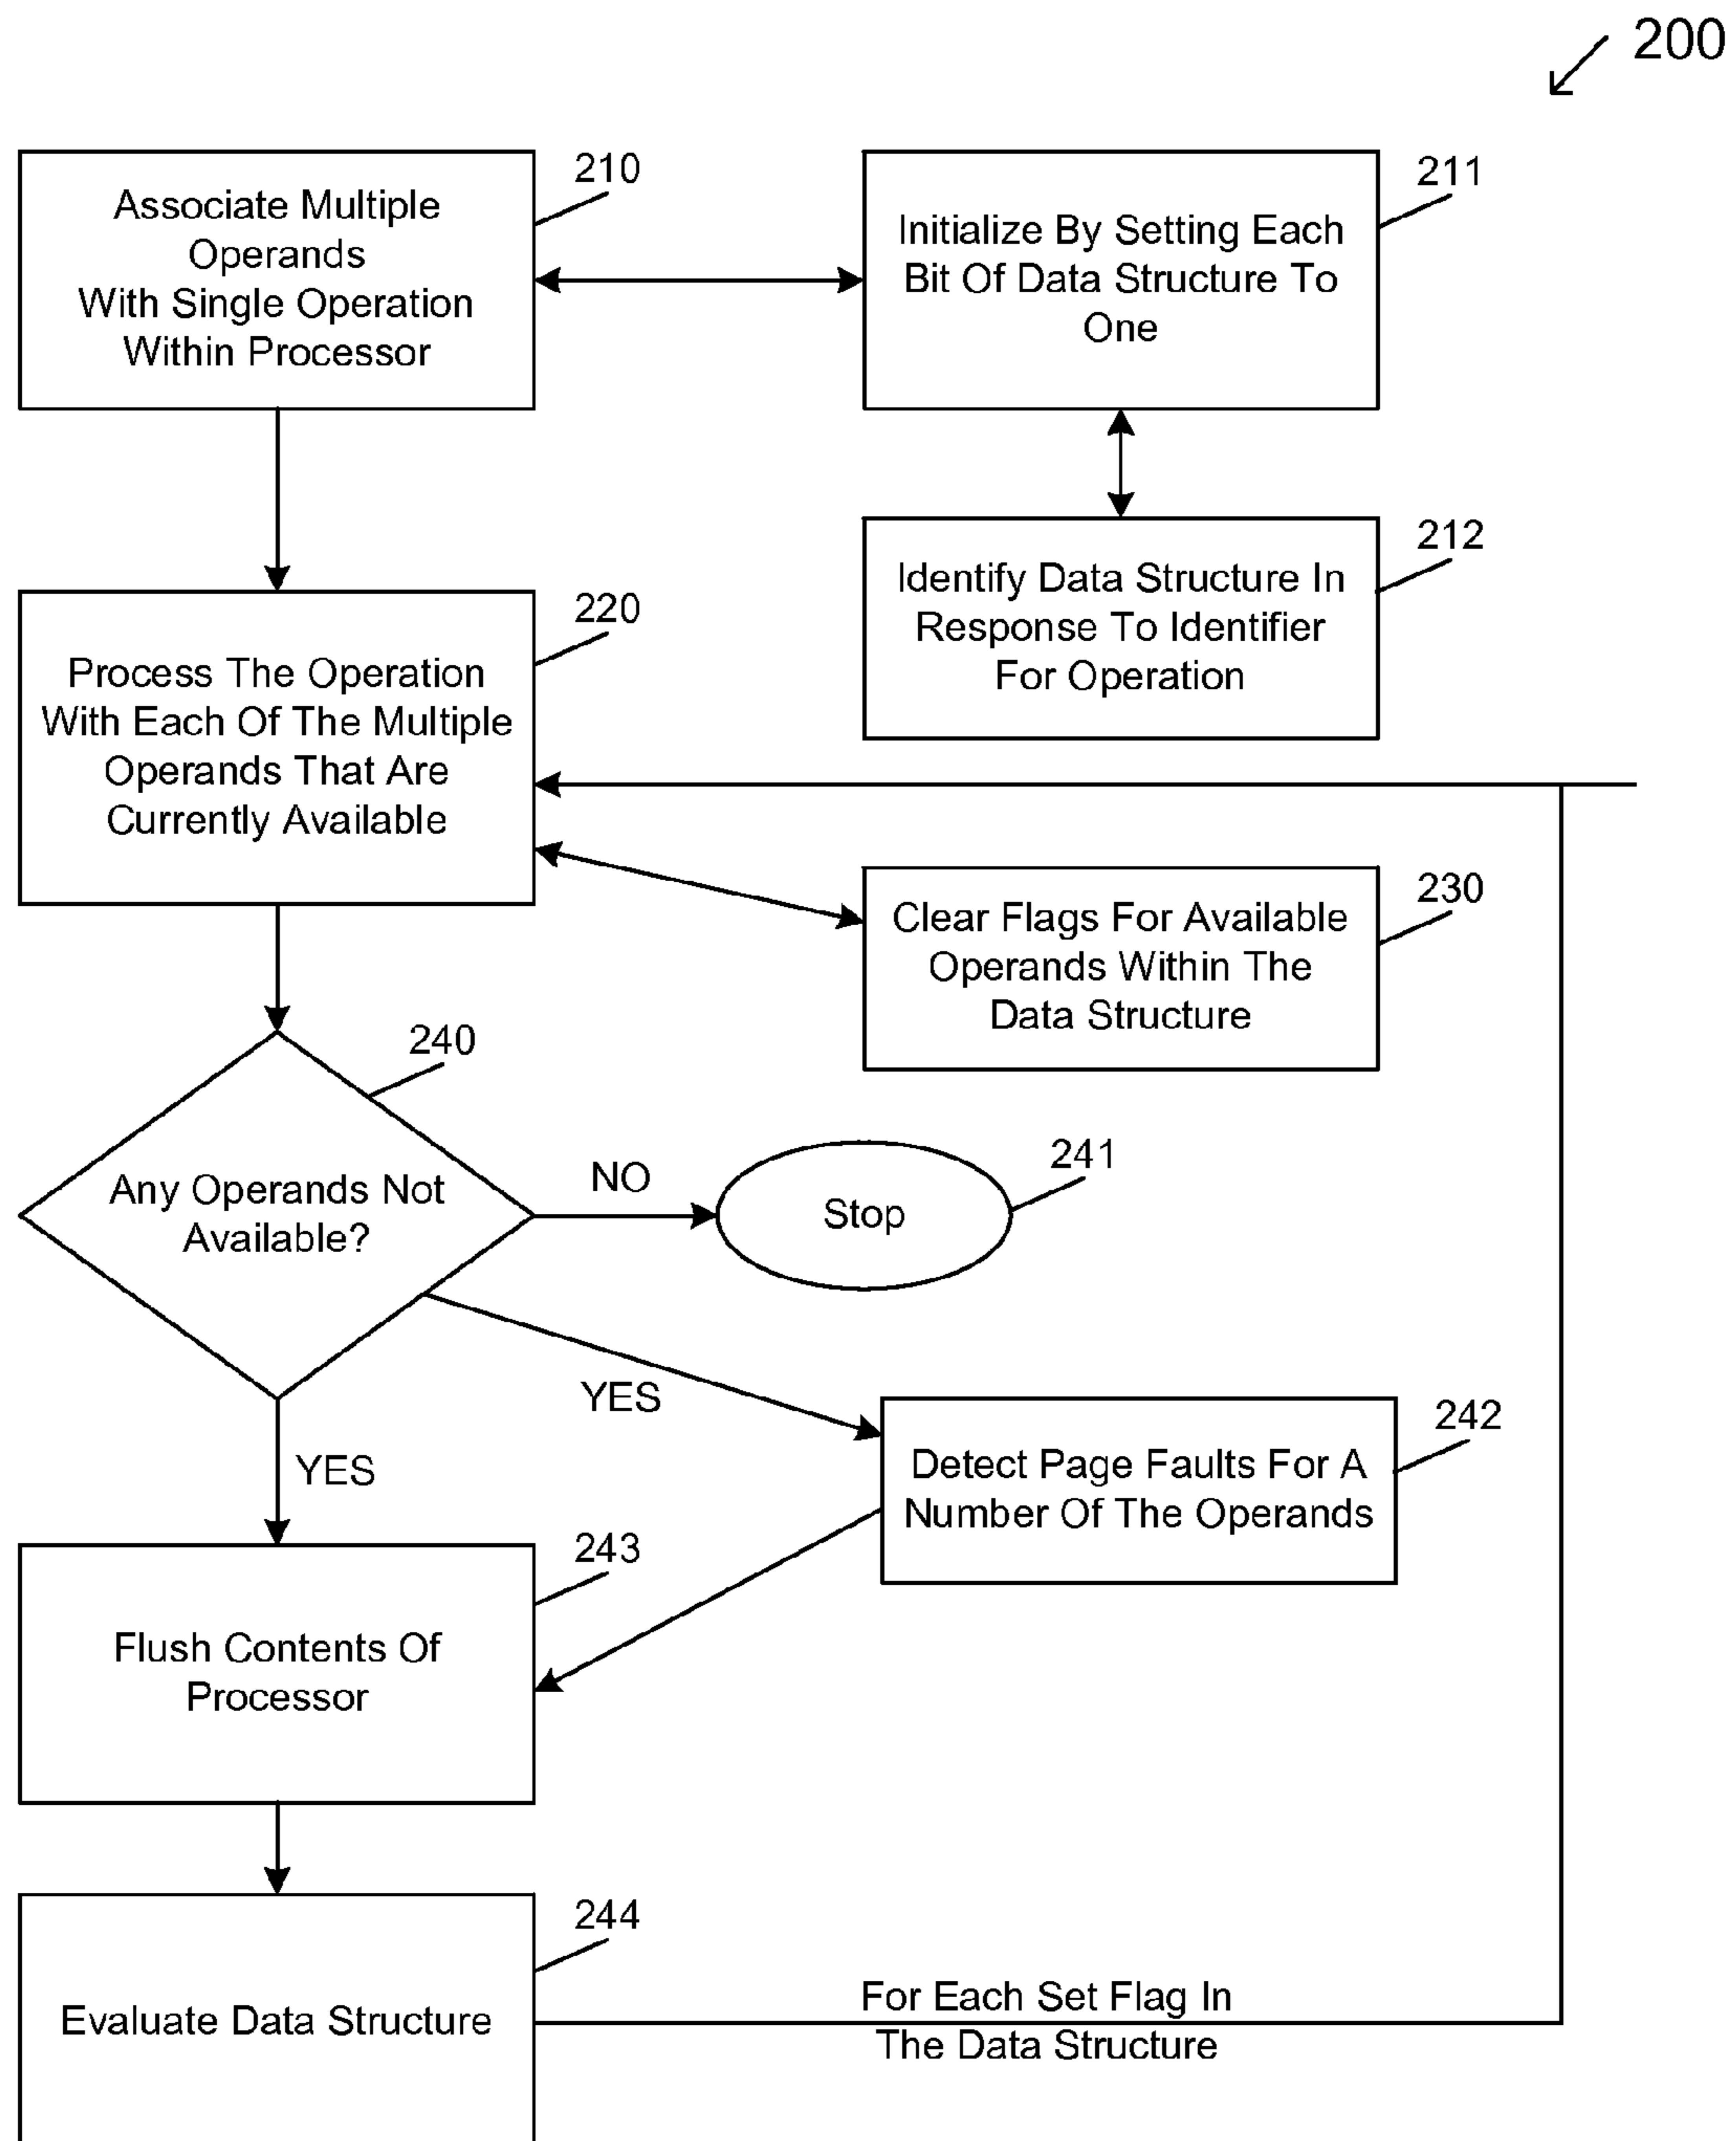 200
210
Associate Multiple
Operands
With Single Operation
Within Processor
211
Initialize By Setting Each
Bit Of Data Structure To
One
212
Identify Data Structure In
Response To Identifier
For Operation
220
Process The Operation
With Each Of The Multiple
Operands That Are
Currently Available
230
Clear Flags For Available
Operands Within The
Data Structure
240
Any Operands Not
Available?
NO
241
Stop
YES
YES
242
Detect Page Faults For A
Number Of The Operands
243
Flush Contents Of
Processor
244
Evaluate Data Structure
For Each Set Flag In
The Data Structure